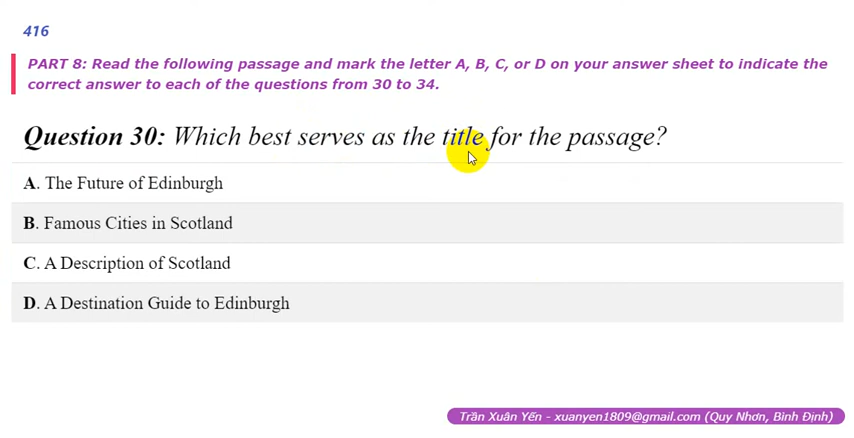 416
PART 8: Read the following passage and mark the letter A, B, C, or D on your answer sheet to indicate the
correct answer to each of the questions from 30 to 34.
Question 30: Which best serves as the title for the passage?
A. The Future of Edinburgh
B. Famous Cities in Scotland
C. A Description of Scotland
D. A Destination Guide to Edinburgh
Trần Xuân Yến - xuanyen1809@gmail.com (Quy Nhơn, Bình Định)